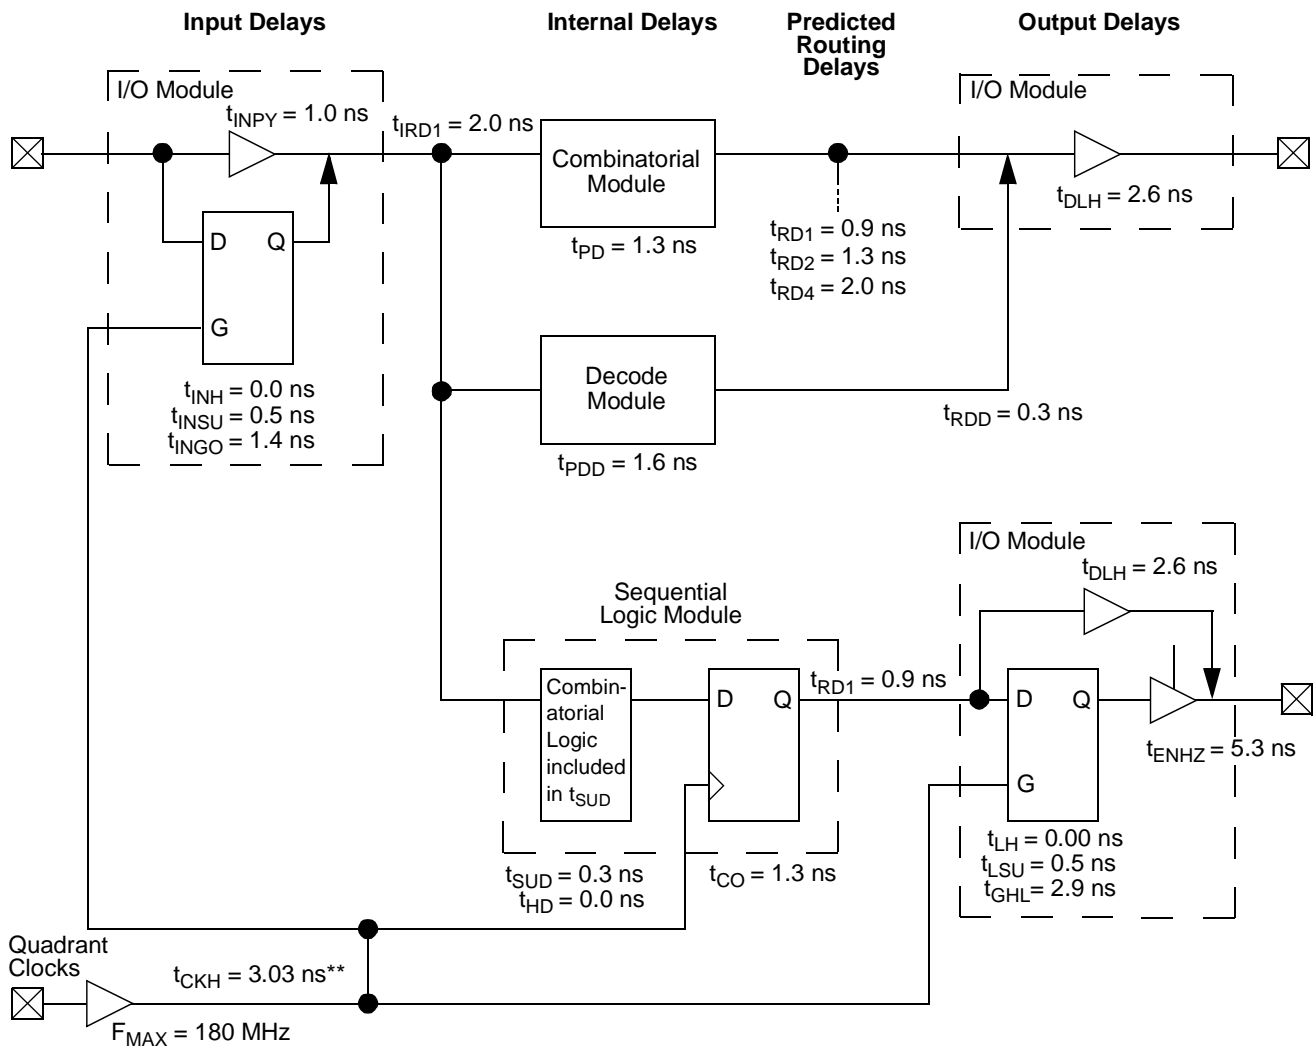 Input Delays
Internal Delays
Predicted
Routing
Delays
Output Delays
I/O Module
tINPY = 1.0 ns
tIRD1 = 2.0 ns
Combinatorial
Module
tPD = 1.3 ns
tRD1 = 0.9 ns
tRD2 = 1.3 ns
tRD4 = 2.0 ns
I/O Module
tDLH = 2.6 ns
D
Q
G
tINH = 0.0 ns
tINSU = 0.5 ns
tINGO = 1.4 ns
Decode
Module
tPDD = 1.6 ns
tRDD = 0.3 ns
Sequential
Logic Module
Combin-
atorial
Logic
included
in tSUD
D
Q
tSUD = 0.3 ns
tHD = 0.0 ns
tCO = 1.3 ns
tRD1 = 0.9 ns
I/O Module
tDLH = 2.6 ns
D
Q
G
tENHZ = 5.3 ns
tLH = 0.00 ns
tLSU = 0.5 ns
tGHL = 2.9 ns
Quadrant
Clocks
tCKH = 3.03 ns**
FMAX = 180 MHz